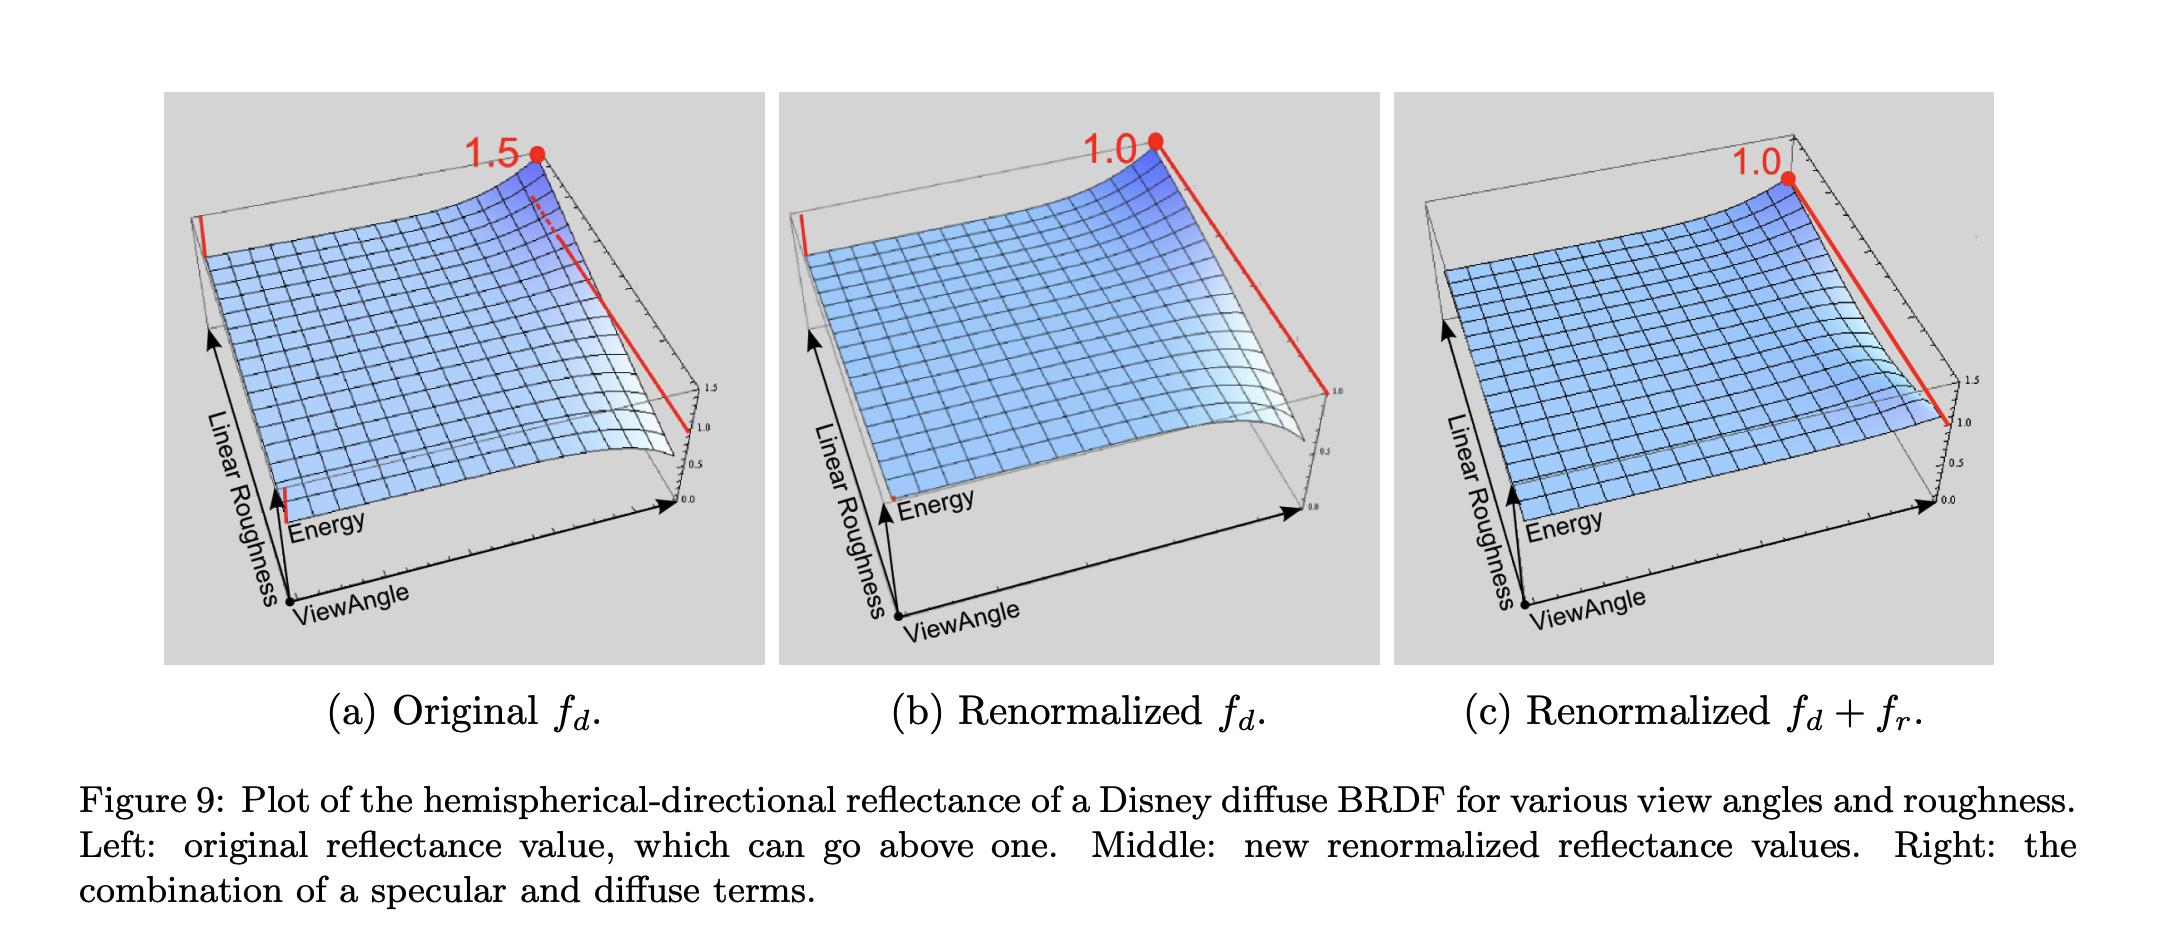 1.5
1.5
1.0
0.5
0.0
Linear Roughness
Energy
ViewAngle
1.0
1.0
0.5
0.0
Linear Roughness
Energy
ViewAngle
1.0
1.5
1.0
0.5
0.0
Linear Roughness
Energy
ViewAngle
(a) Original f_d.
(b) Renormalized f_d.
(c) Renormalized f_d + f_r.
Figure 9: Plot of the hemispherical-directional reflectance of a Disney diffuse BRDF for various view angles and roughness.
Left: original reflectance value, which can go above one. Middle: new renormalized reflectance values. Right: the
combination of a specular and diffuse terms.